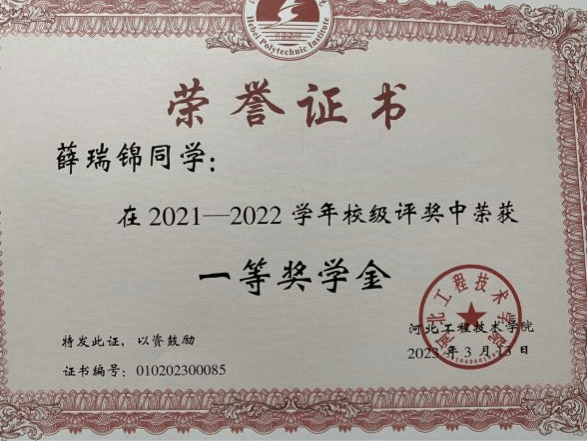 Hebei Polytechnic Institute
荣誉证书
薛瑞锦同学：
在2021—2022学年校级评奖中荣获
一等奖学金
特发此证，以资鼓励
证书编号：010202300085
河北工程技术学院
河北工程技术学院
2023年3月13日